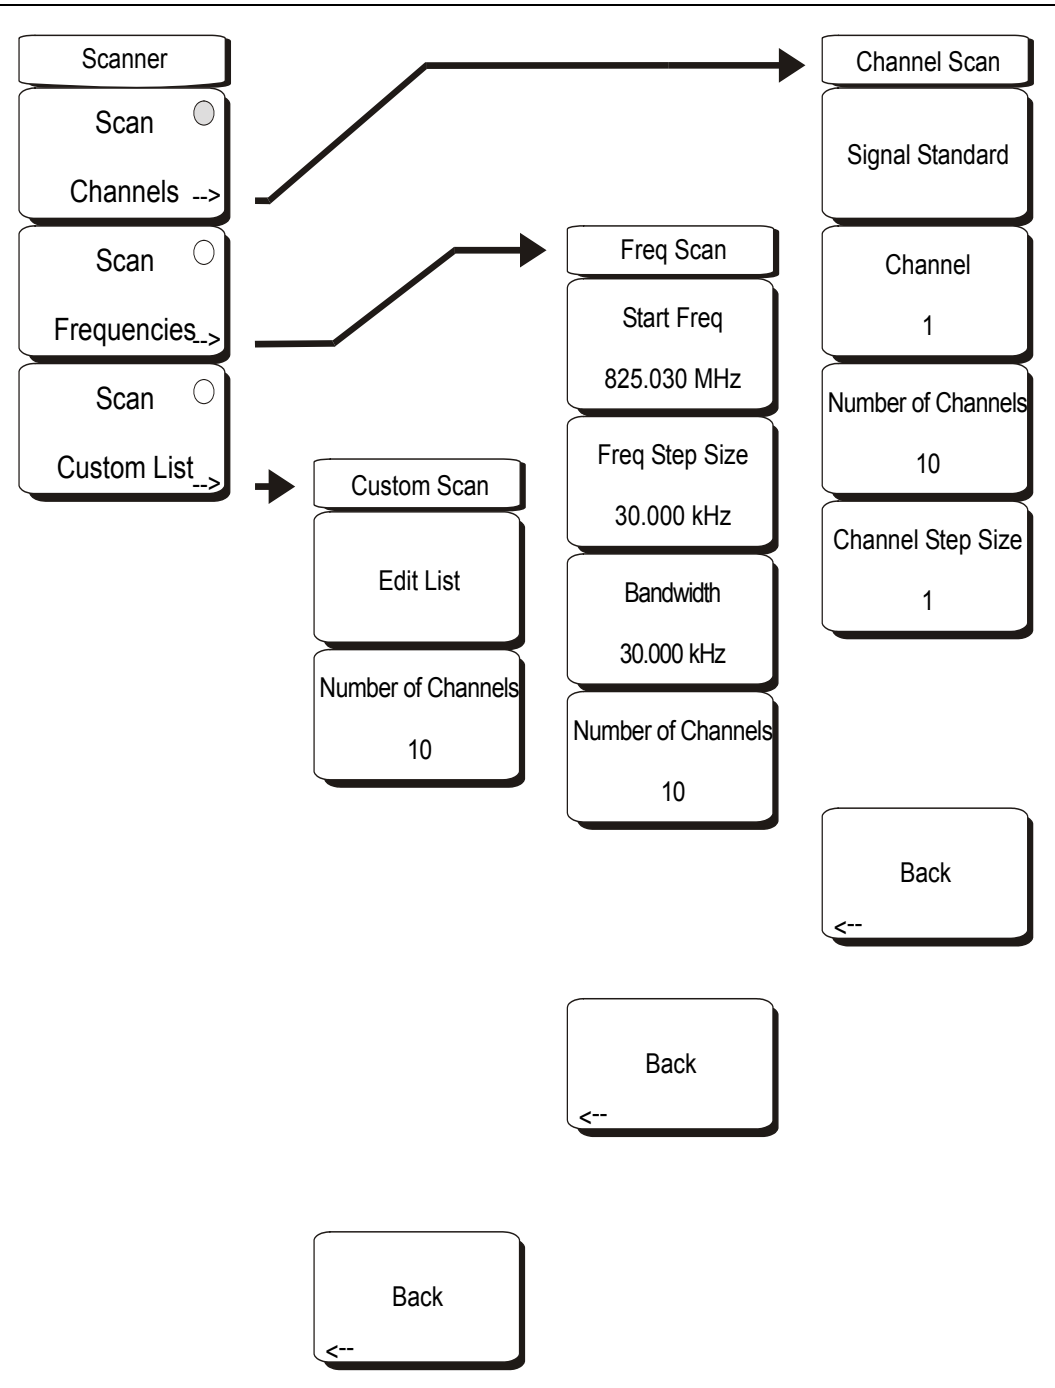 Scanner
Scan
Channels -->
Scan
Frequencies -->
Scan
Custom List -->
Custom Scan
Edit List
Number of Channels
10
Back
<--
Freq Scan
Start Freq
825.030 MHz
Freq Step Size
30.000 kHz
Bandwidth
30.000 kHz
Number of Channels
10
Back
<--
Channel Scan
Signal Standard
Channel
1
Number of Channels
10
Channel Step Size
1
Back
<--